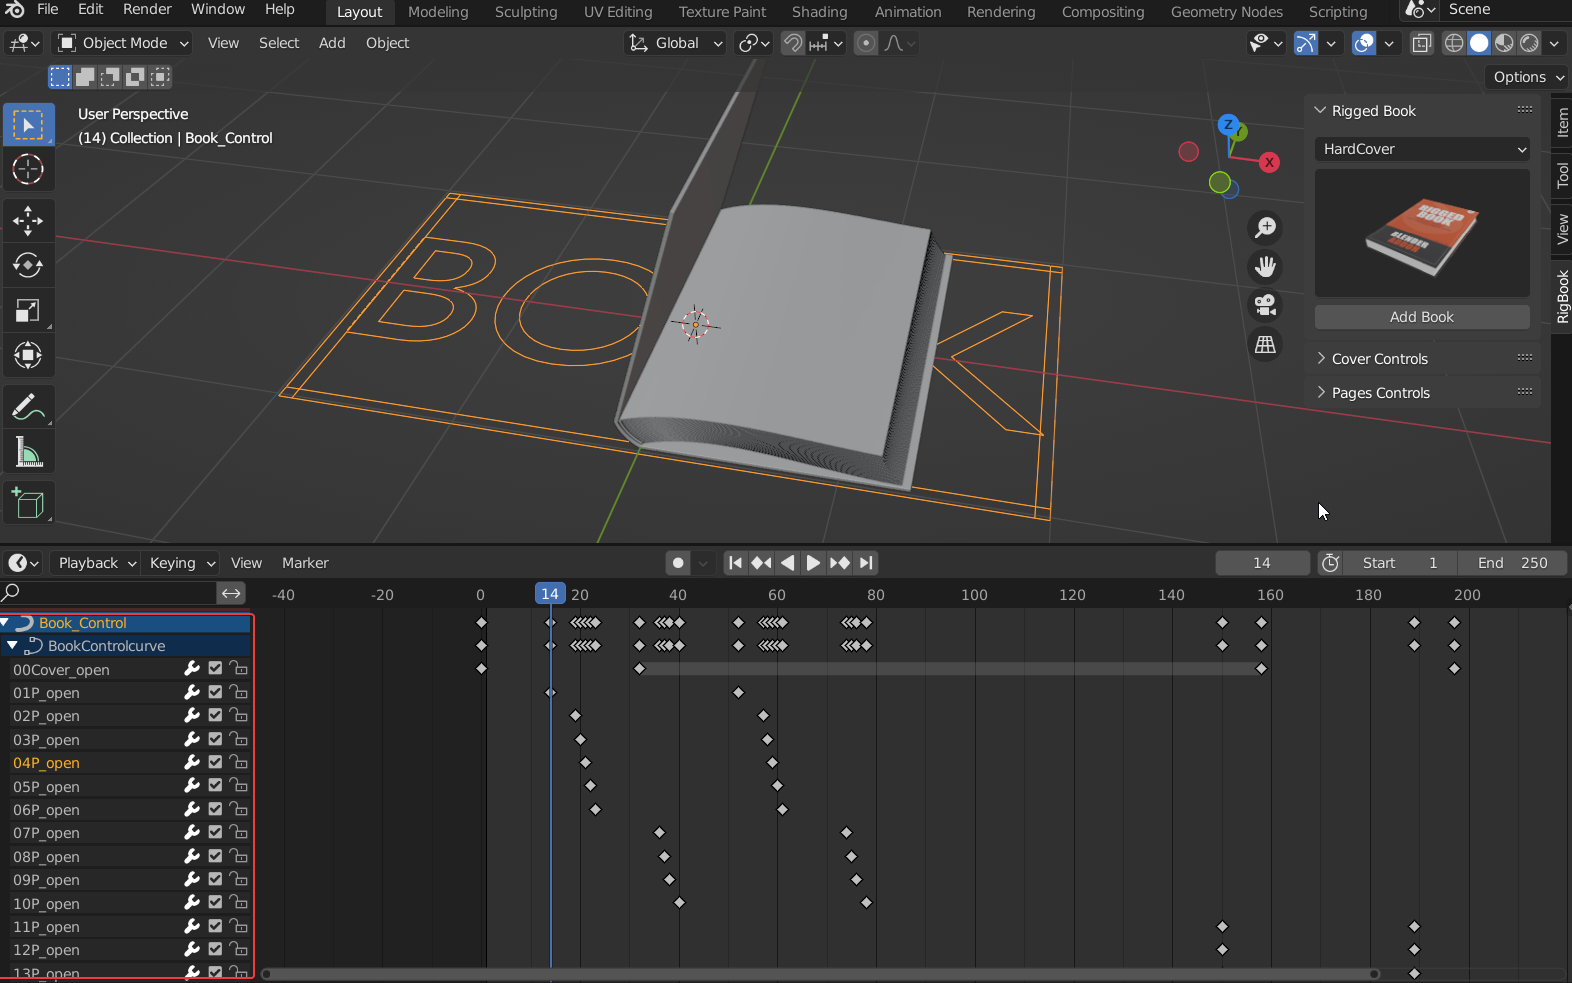 File Edit Render Window Help Layout Modeling Sculpting UV Editing Texture Paint Shading Animation Rendering Compositing Geometry Nodes Scripting Scene
Object Mode View Select Add Object Global
Options
User Perspective
(14) Collection | Book_Control
Z
Y
X
BOOK
Rigged Book
HardCover
RIGGED
BOOK
BLENDER
ADDON
Add Book
Cover Controls
Pages Controls
Item
Tool
View
RigBook
Playback Keying View Marker 14 Start 1 End 250
-40 -20 0 14 20 40 60 80 100 120 140 160 180 200
Book_Control
BookControlcurve
00Cover_open
01P_open
02P_open
03P_open
04P_open
05P_open
06P_open
07P_open
08P_open
09P_open
10P_open
11P_open
12P_open
13P_open